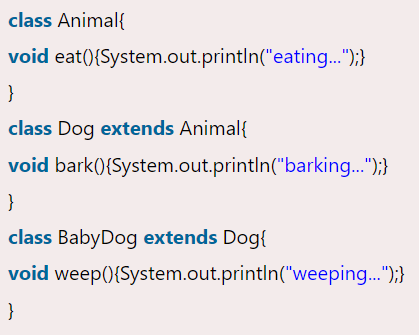 class Animal{
void eat(){System.out.println("eating...");}
}
class Dog extends Animal{
void bark(){System.out.println("barking...");}
}
class BabyDog extends Dog{
void weep(){System.out.println("weeping...");}
}